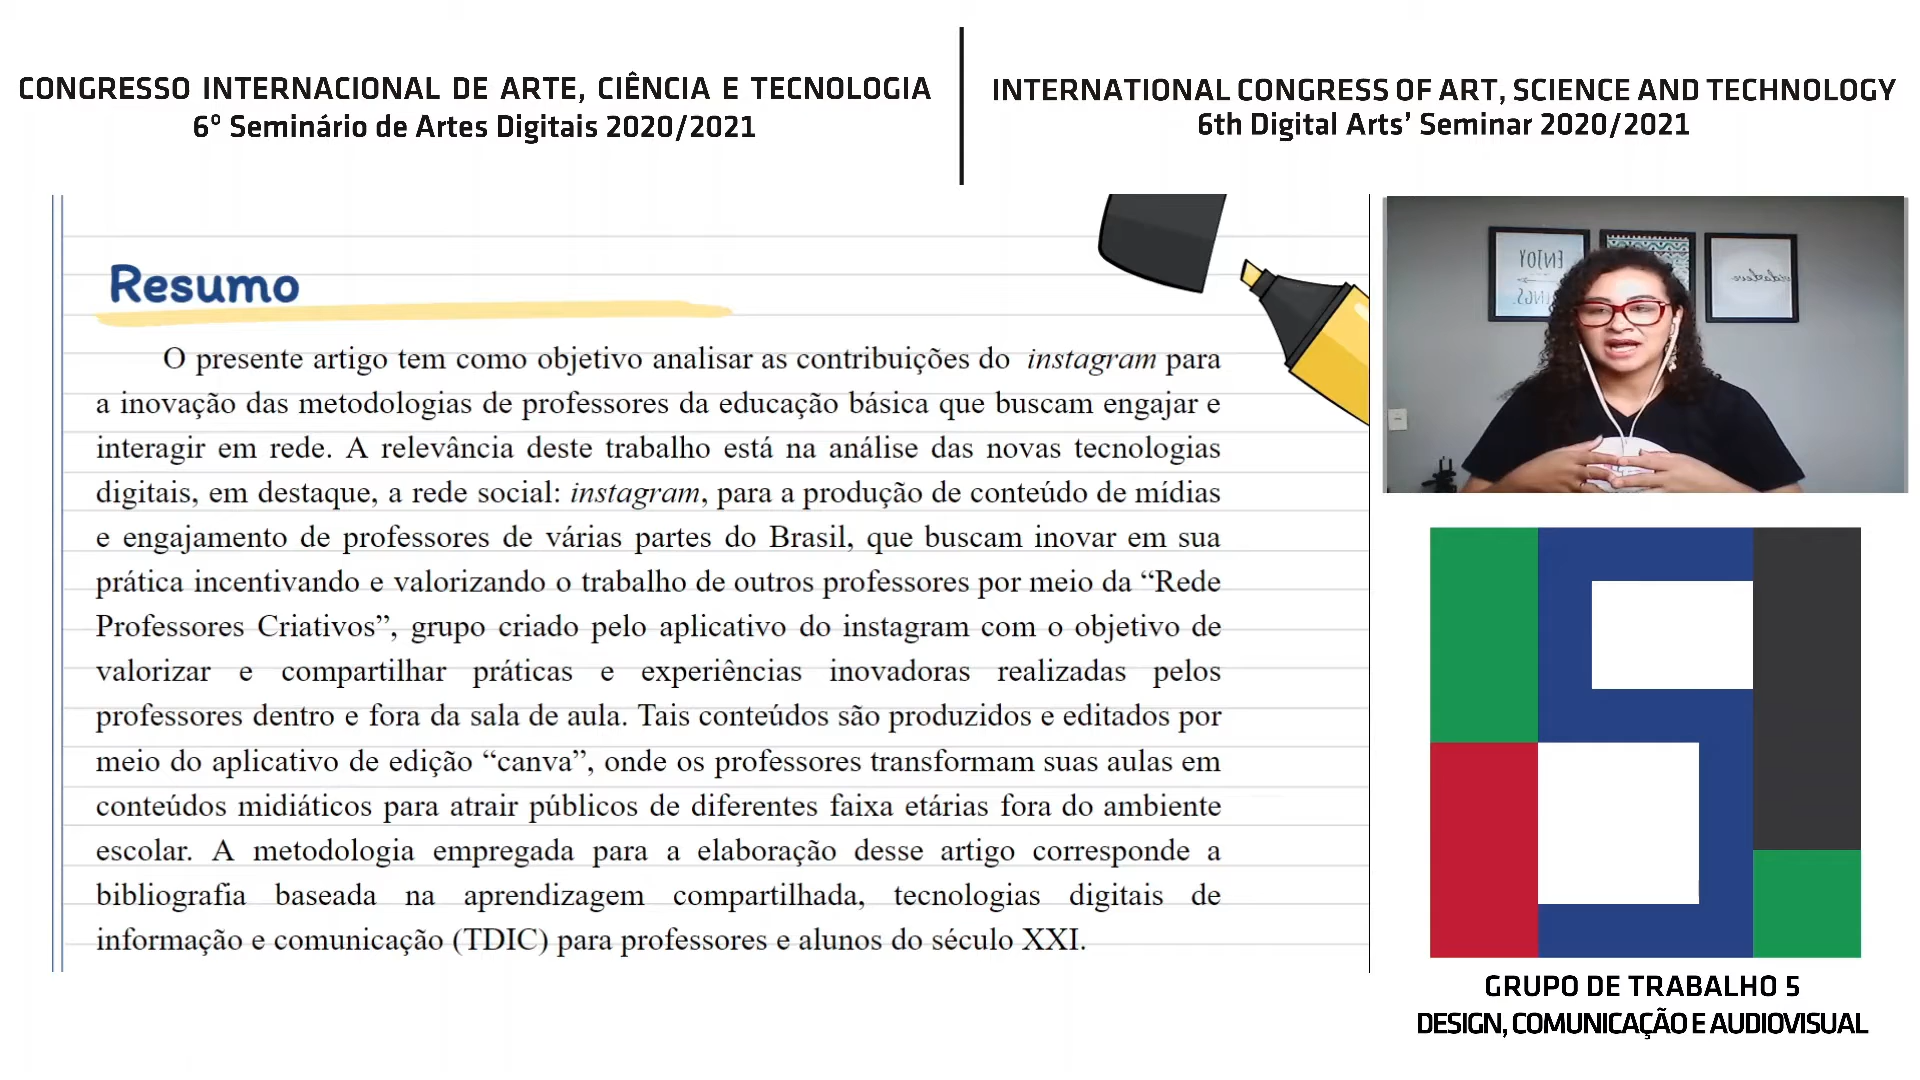 CONGRESSO INTERNACIONAL DE ARTE, CIÊNCIA E TECNOLOGIA
6º Seminário de Artes Digitais 2020/2021
INTERNATIONAL CONGRESS OF ART, SCIENCE AND TECHNOLOGY
6th Digital Arts’ Seminar 2020/2021
Resumo
O presente artigo tem como objetivo analisar as contribuições do instagram para
a inovação das metodologias de professores da educação básica que buscam engajar e
interagir em rede. A relevância deste trabalho está na análise das novas tecnologias
digitais, em destaque, a rede social: instagram, para a produção de conteúdo de mídias
e engajamento de professores de várias partes do Brasil, que buscam inovar em sua
prática incentivando e valorizando o trabalho de outros professores por meio da “Rede
Professores Criativos”, grupo criado pelo aplicativo do instagram com o objetivo de
valorizar e compartilhar práticas e experiências inovadoras realizadas pelos
professores dentro e fora da sala de aula. Tais conteúdos são produzidos e editados por
meio do aplicativo de edição “canva”, onde os professores transformam suas aulas em
conteúdos midiáticos para atrair públicos de diferentes faixa etárias fora do ambiente
escolar. A metodologia empregada para a elaboração desse artigo corresponde a
bibliografia baseada na aprendizagem compartilhada, tecnologias digitais de
informação e comunicação (TDIC) para professores e alunos do século XXI.
ENJOY
GRUPO DE TRABALHO 5
DESIGN, COMUNICAÇÃO E AUDIOVISUAL